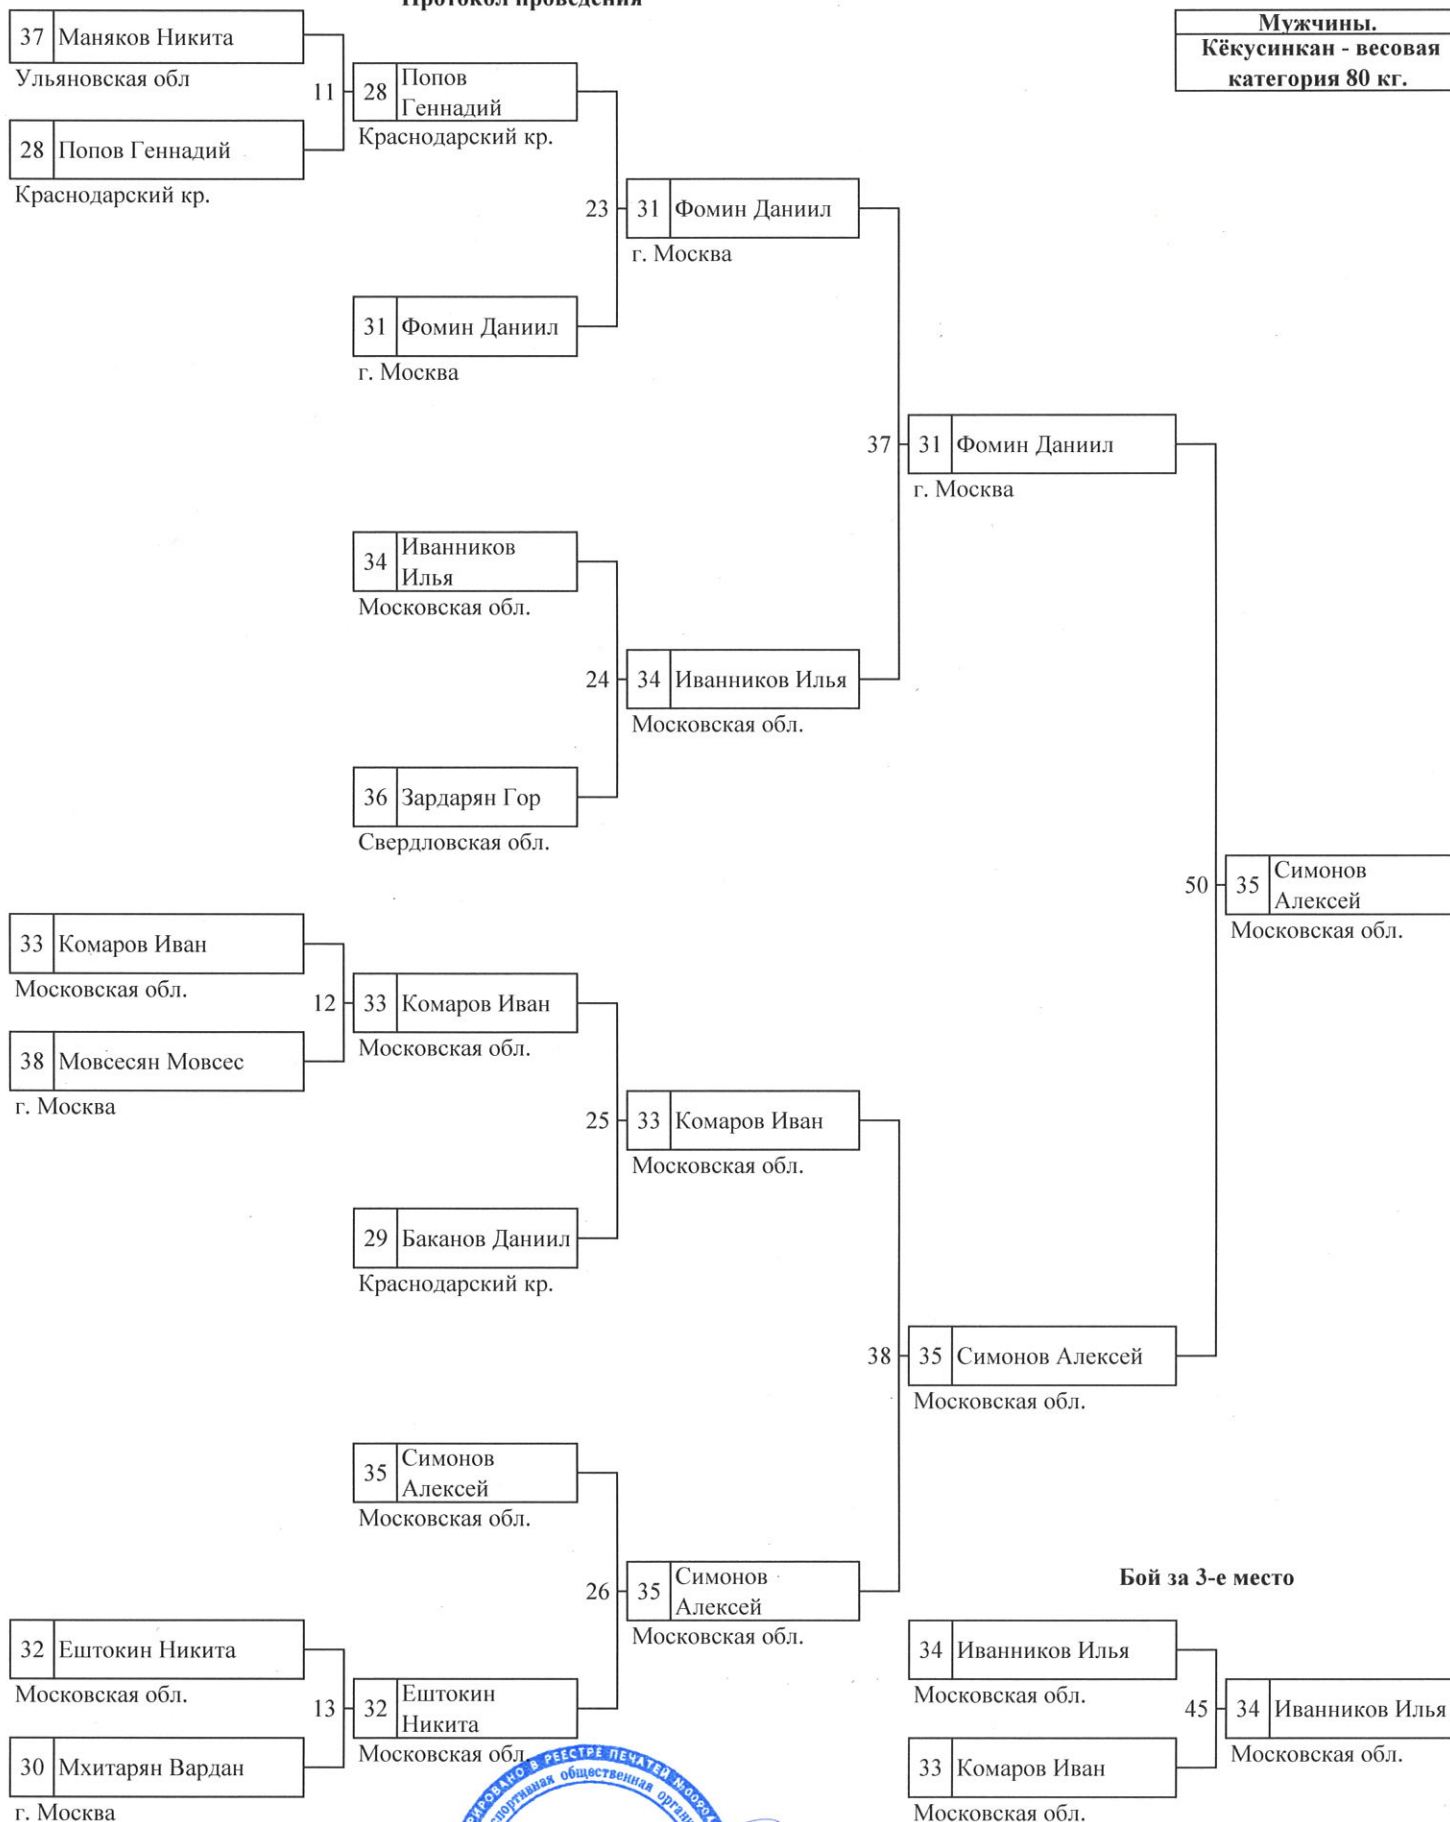 Протокол проведения
Мужчины.
Кёкусинкан - весовая
категория 80 кг.
37 Маняков Никита
Ульяновская обл
11
28 Попов Геннадий
Краснодарский кр.
28 Попов
Геннадий
Краснодарский кр.
23
31 Фомин Даниил
г. Москва
31 Фомин Даниил
г. Москва
37
31 Фомин Даниил
г. Москва
34 Иванников
Илья
Московская обл.
24
34 Иванников Илья
Московская обл.
36 Зардарян Гор
Свердловская обл.
50
35 Симонов
Алексей
Московская обл.
33 Комаров Иван
Московская обл.
12
38 Мовсесян Мовсес
г. Москва
33 Комаров Иван
Московская обл.
25
33 Комаров Иван
Московская обл.
29 Баканов Даниил
Краснодарский кр.
38
35 Симонов Алексей
Московская обл.
35 Симонов
Алексей
Московская обл.
26
35 Симонов
Алексей
Московская обл.
32 Ештокин Никита
Московская обл.
13
30 Мхитарян Вардан
г. Москва
32 Ештокин
Никита
Московская обл.
Бой за 3-е место
34 Иванников Илья
Московская обл.
45
33 Комаров Иван
Московская обл.
34 Иванников Илья
Московская обл.
В РЕЕСТРЕ ПЕЧАТЕЙ
общественная